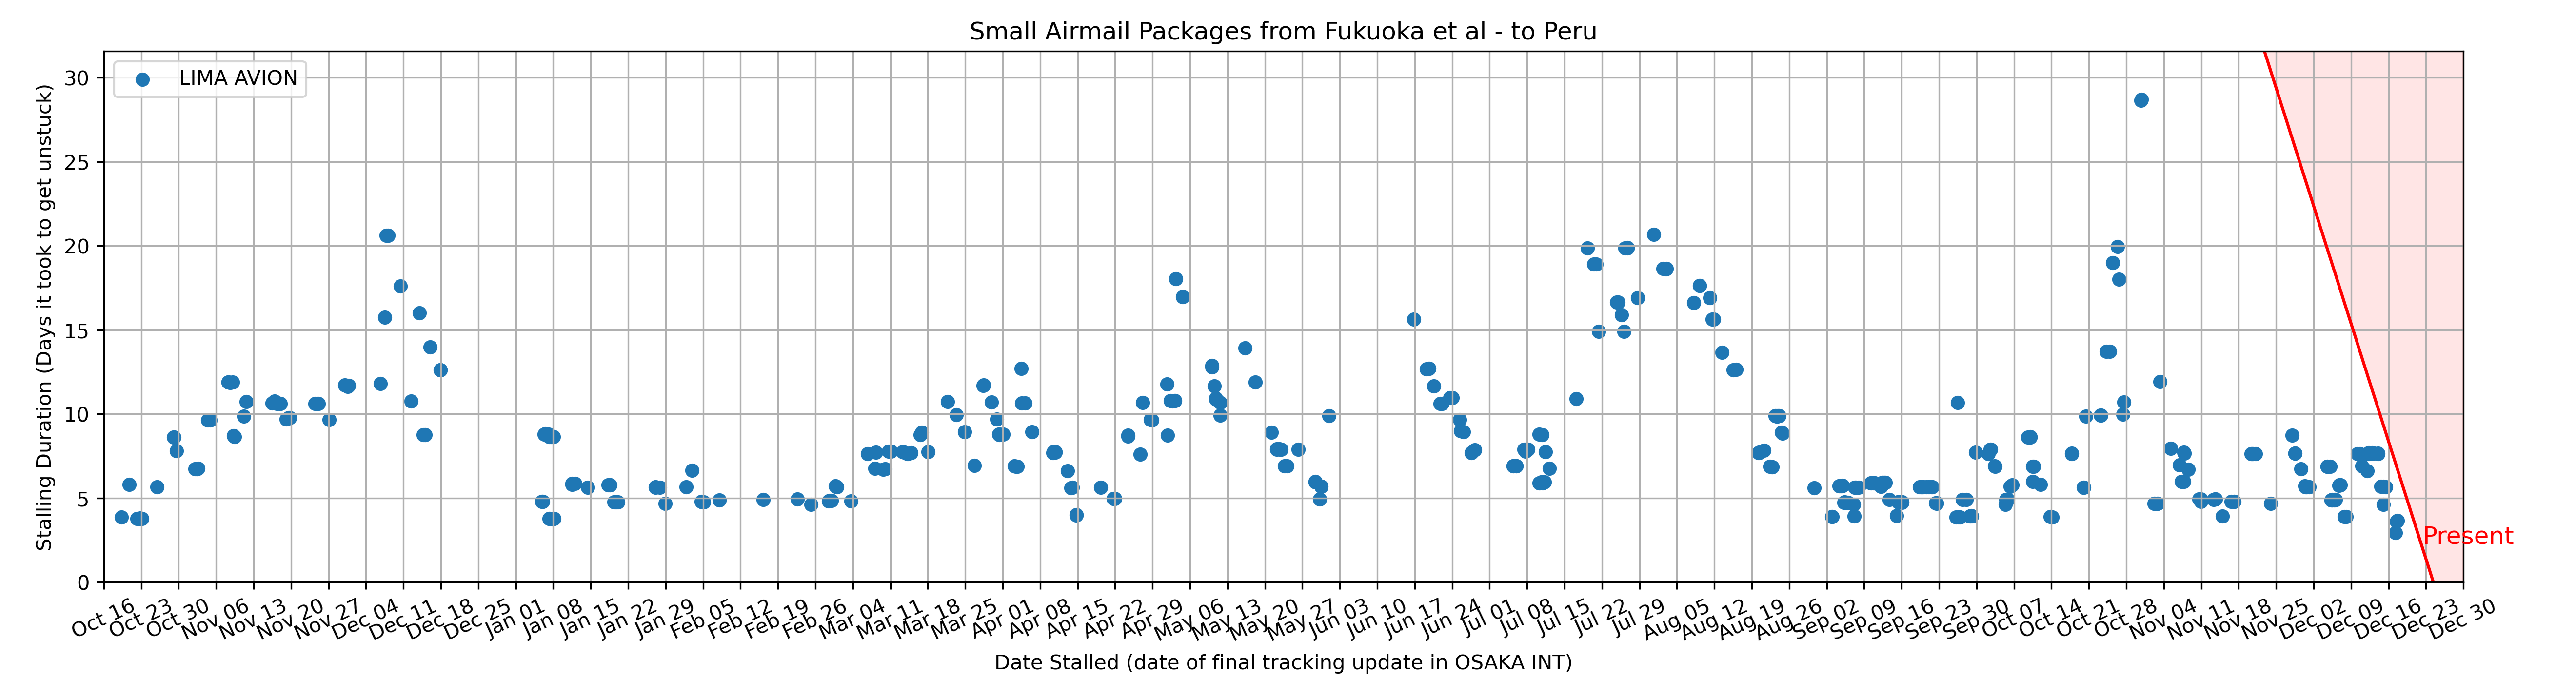 Small Airmail Packages from Fukuoka et al - to Peru
LIMA AVION
Stalling Duration (Days it took to get unstuck)
30
25
20
15
10
5
0
Present
Oct 16
Oct 23
Oct 30
Nov 06
Nov 13
Nov 20
Nov 27
Dec 04
Dec 11
Dec 18
Dec 25
Jan 01
Jan 08
Jan 15
Jan 22
Jan 29
Feb 05
Feb 12
Feb 19
Feb 26
Mar 04
Mar 11
Mar 18
Mar 25
Apr 01
Apr 08
Apr 15
Apr 22
Apr 29
May 06
May 13
May 20
May 27
Jun 03
Jun 10
Jun 17
Jun 24
Jul 01
Jul 08
Jul 15
Jul 22
Jul 29
Aug 05
Aug 12
Aug 19
Aug 26
Sep 02
Sep 09
Sep 16
Sep 23
Sep 30
Oct 07
Oct 14
Oct 21
Oct 28
Nov 04
Nov 11
Nov 18
Nov 25
Dec 02
Dec 09
Dec 16
Dec 23
Dec 30
Date Stalled (date of final tracking update in OSAKA INT)